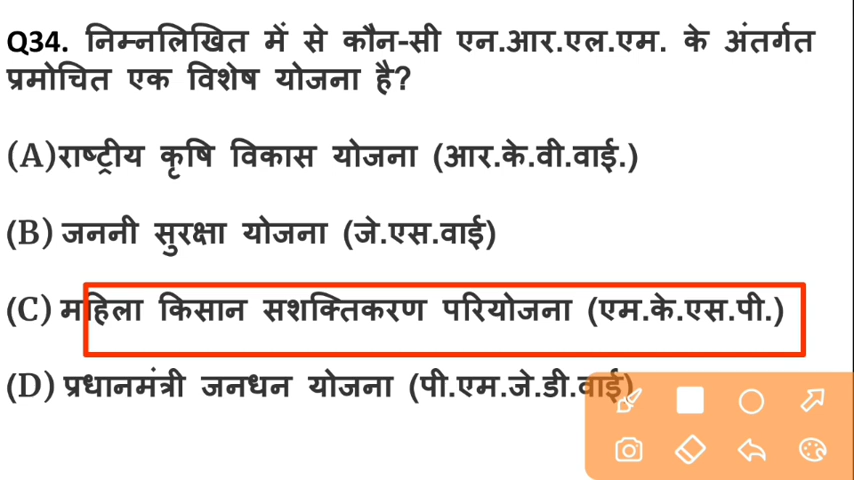 Q34. निम्नलिखित में से कौन-सी एन.आर.एल.एम. के अंतर्गत
प्रमोचित एक विशेष योजना है?
(A)राष्ट्रीय कृषि विकास योजना (आर.के.वी.वाई.)
(B) जननी सुरक्षा योजना (जे.एस.वाई)
(C) महिला किसान सशक्तिकरण परियोजना (एम.के.एस.पी.)
(D) प्रधानमंत्री जनधन योजना (पी.एम.जे.डी.वाई)